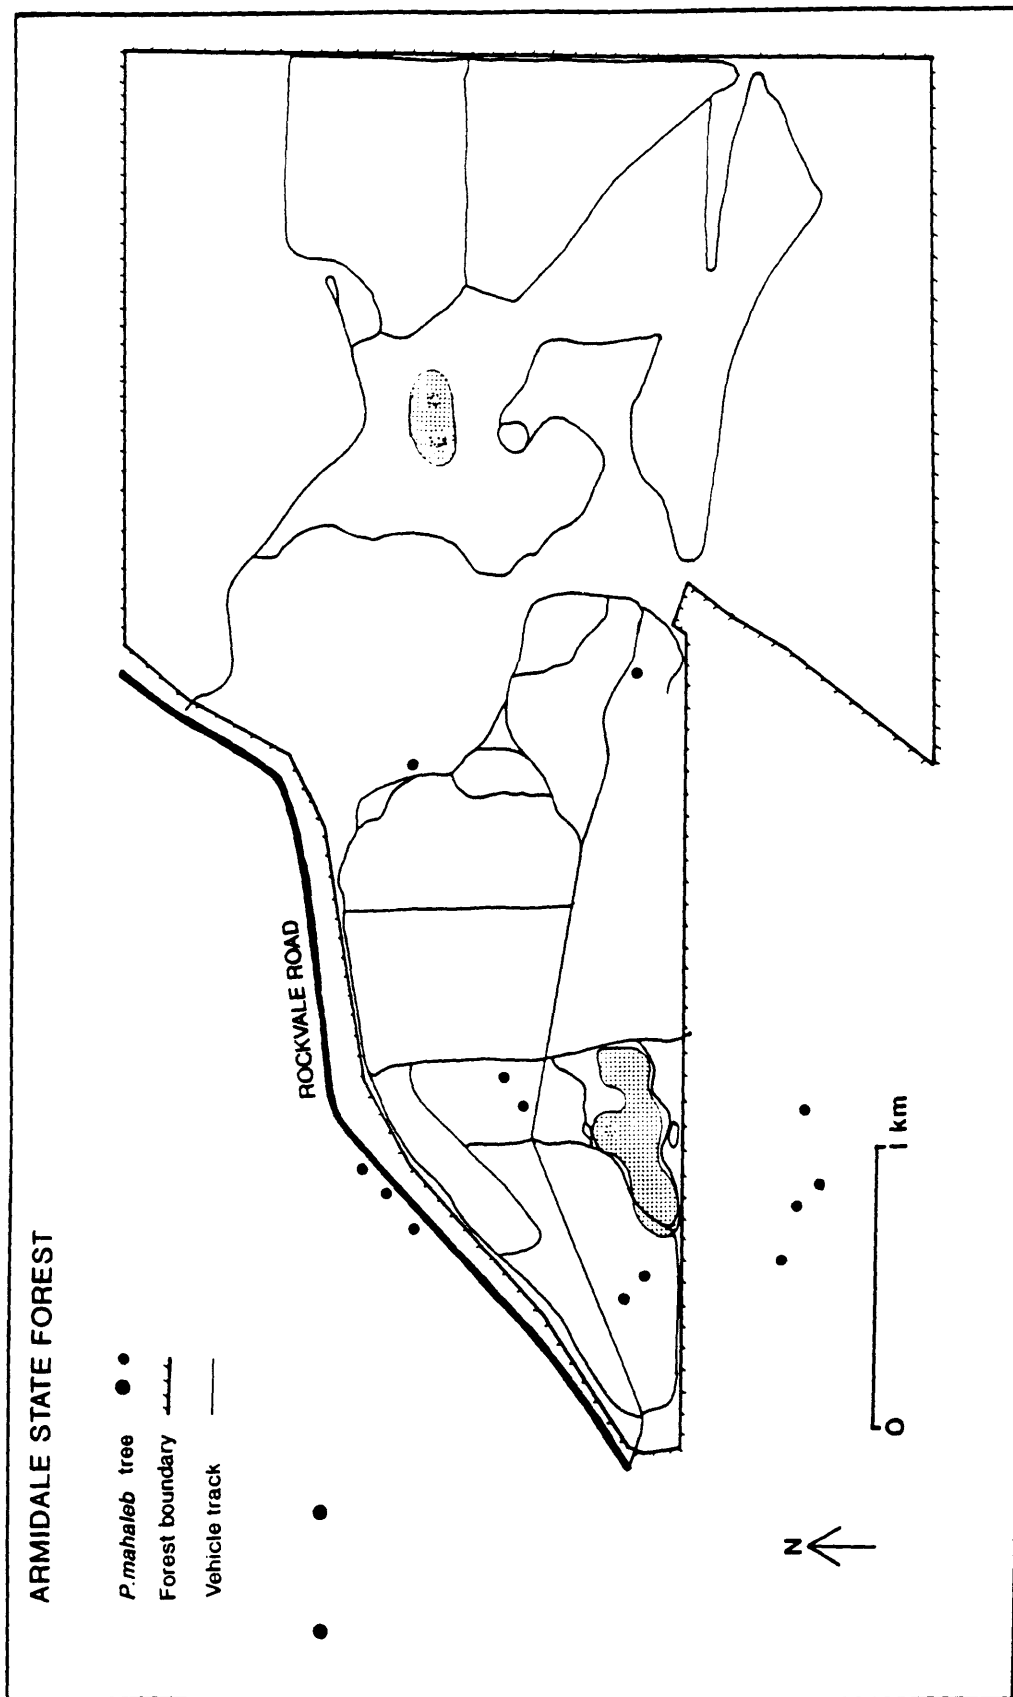 ARMIDALE STATE FOREST
P.mahaleb tree
Forest boundary
Vehicle track
ROCKVALE ROAD
N
0 1 km